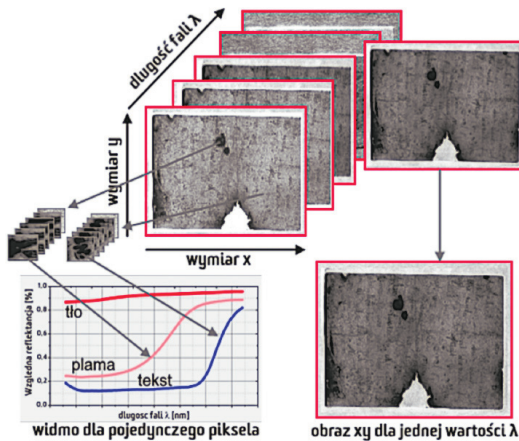 długość fali λ
wymiar y
wymiar x
Względna reflektancja [%]
1,0
0,8
0,6
0,4
0,2
0,0
tło
plama
tekst
dlugosc fali λ [nm]
widmo dla pojedynczego piksela
obraz xy dla jednej wartości λ